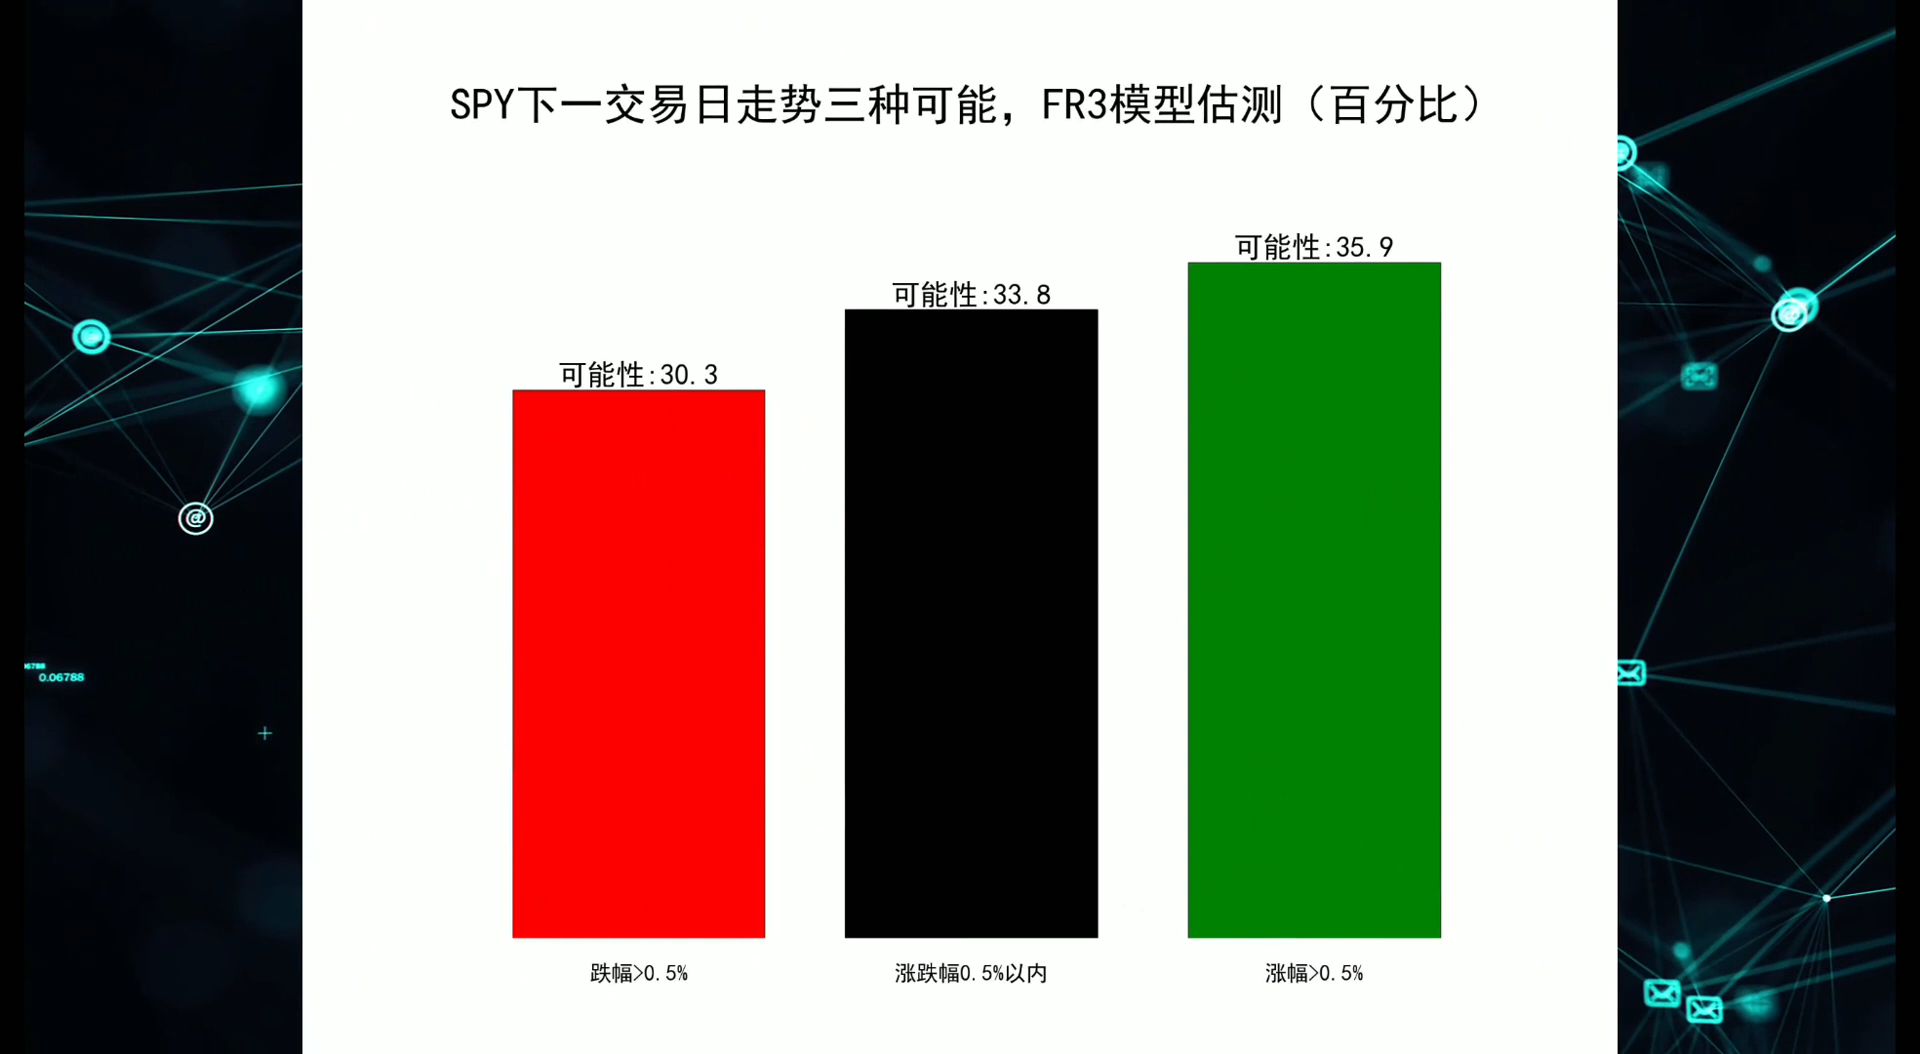 SPY下一交易日走势三种可能，FR3模型估测（百分比）
可能性:35.9
可能性:33.8
可能性:30.3
跌幅>0.5%
涨跌幅0.5%以内
涨幅>0.5%
0.06788